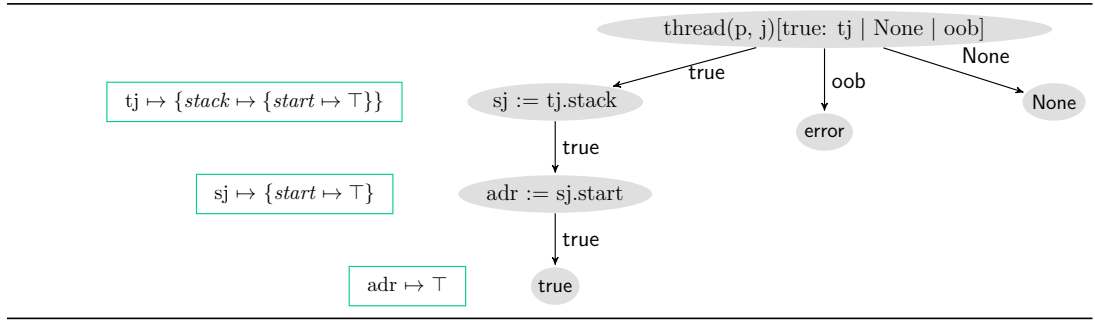 thread(p, j)[true: tj | None | oob]
true
oob
None
tj ↦ {stack ↦ {start ↦ ⊤}}
sj := tj.stack
error
None
true
sj ↦ {start ↦ ⊤}
adr := sj.start
true
adr ↦ ⊤
true